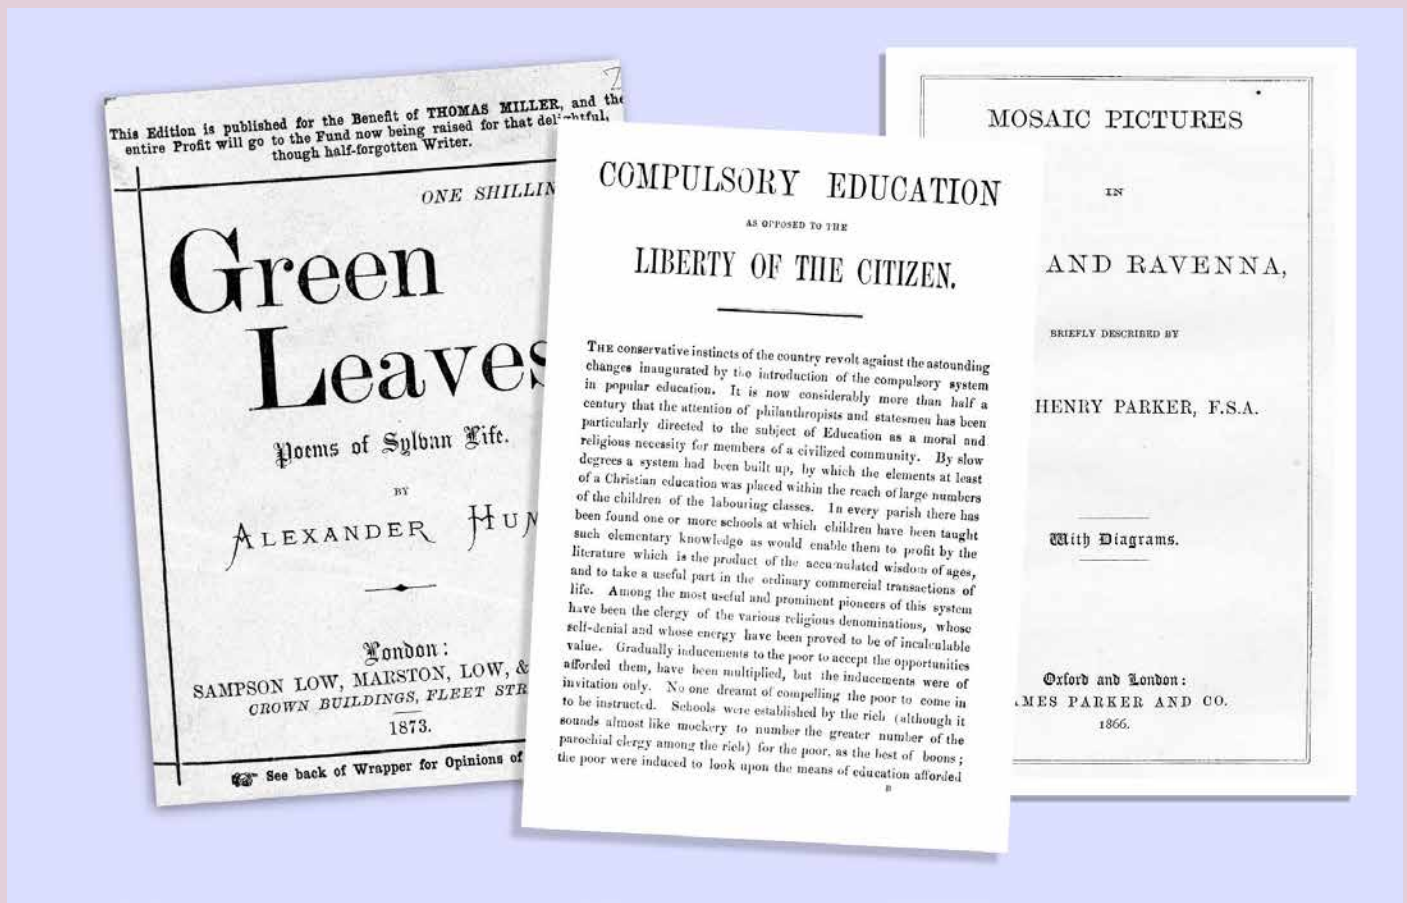 This Edition is published for the Benefit of THOMAS MILLER, and the
entire Profit will go to the Fund now being raised for that delightful,
though half-forgotten Writer.
ONE SHILLIN
Green
Leaves
Poems of Sylvan Life.
BY
ALEXANDER HUM
London:
SAMPSON LOW, MARSTON, LOW, &
CROWN BUILDINGS, FLEET STR
1873.
See back of Wrapper for Opinions of
COMPULSORY EDUCATION
AS OPPOSED TO THE
LIBERTY OF THE CITIZEN.
THE conservative instincts of the country revolt against the astounding
changes inaugurated by the introduction of the compulsory system
in popular education. It is now considerably more than half a
century that the attention of philanthropists and statesmen has been
particularly directed to the subject of Education as a moral and
religious necessity for members of a civilized community. By slow
degrees a system had been built up, by which the elements at least
of a Christian education was placed within the reach of large numbers
of the children of the labouring classes. In every parish there has
been found one or more schools at which children have been taught
such elementary knowledge as would enable them to profit by the
literature which is the product of the accumulated wisdom of ages,
and to take a useful part in the ordinary commercial transactions of
life. Among the most useful and prominent pioneers of this system
have been the clergy of the various religious denominations, whose
self-denial and whose energy have been proved to be of incalculable
value. Gradually inducements to the poor to accept the opportunities
afforded them, have been multiplied, but the inducements were of
invitation only. No one dreamt of compelling the poor to come in
to be instructed. Schools were established by the rich (although it
sounds almost like mockery to number the greater number of the
parochial clergy among the rich) for the poor, as the best of boons;
the poor were induced to look upon the means of education afforded
B
MOSAIC PICTURES
IN
AND RAVENNA,
BRIEFLY DESCRIBED BY
HENRY PARKER, F.S.A.
With Diagrams.
Oxford and London:
AMES PARKER AND CO.
1866.